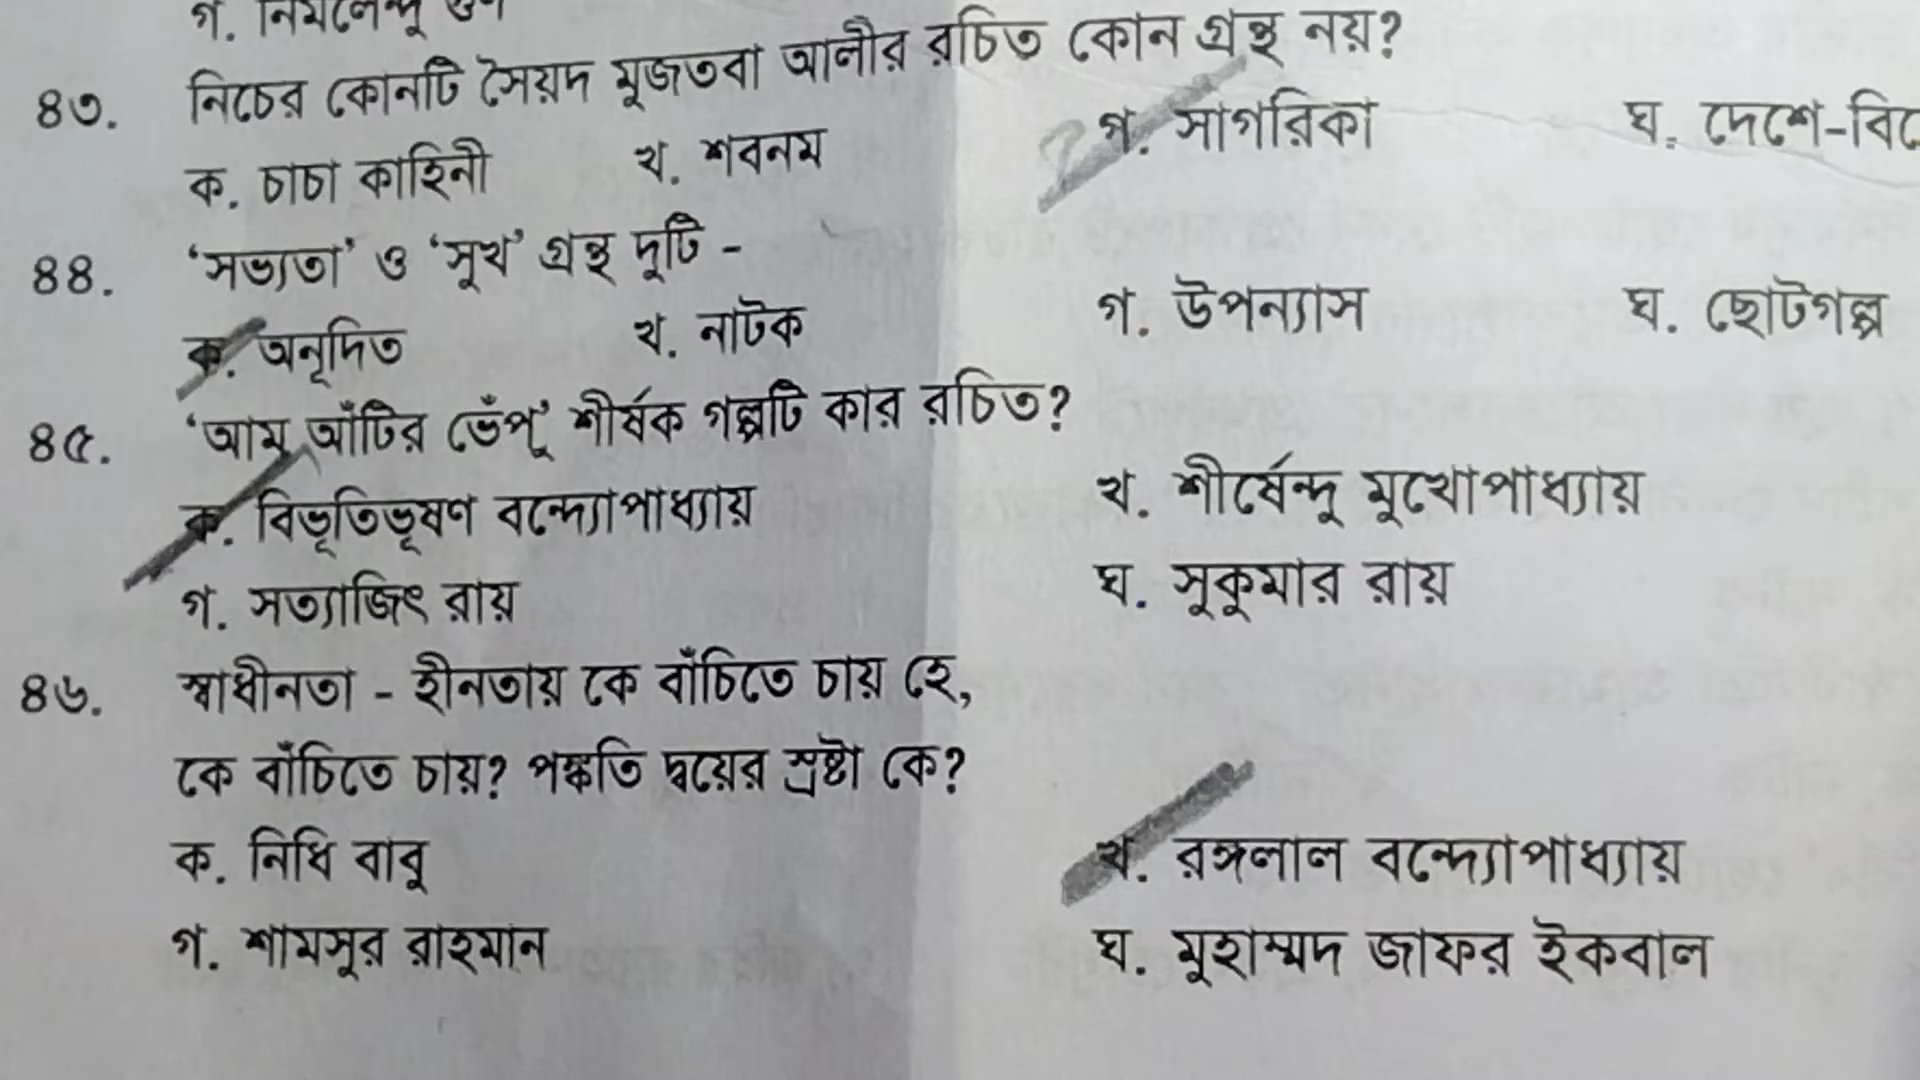 গ. নির্মলেন্দু গুণ
৪৩. নিচের কোনটি সৈয়দ মুজতবা আলীর রচিত কোন গ্রন্থ নয়?
ক. চাচা কাহিনী খ. শবনম গ. সাগরিকা ঘ. দেশে-বিে
৪৪. ‘সভ্যতা’ ও ‘সুখ’ গ্রন্থ দুটি -
ক. অনূদিত খ. নাটক গ. উপন্যাস ঘ. ছোটগল্প
৪৫. ‘আম আঁটির ভেঁপু’ শীর্ষক গল্পটি কার রচিত?
ক. বিভূতিভূষণ বন্দ্যোপাধ্যায় খ. শীর্ষেন্দু মুখোপাধ্যায়
গ. সত্যাজিৎ রায় ঘ. সুকুমার রায়
৪৬. স্বাধীনতা - হীনতায় কে বাঁচিতে চায় হে,
কে বাঁচিতে চায়? পঙ্কতি দ্বয়ের স্রষ্টা কে?
ক. নিধি বাবু খ. রঙ্গলাল বন্দ্যোপাধ্যায়
গ. শামসুর রাহমান ঘ. মুহাম্মদ জাফর ইকবাল